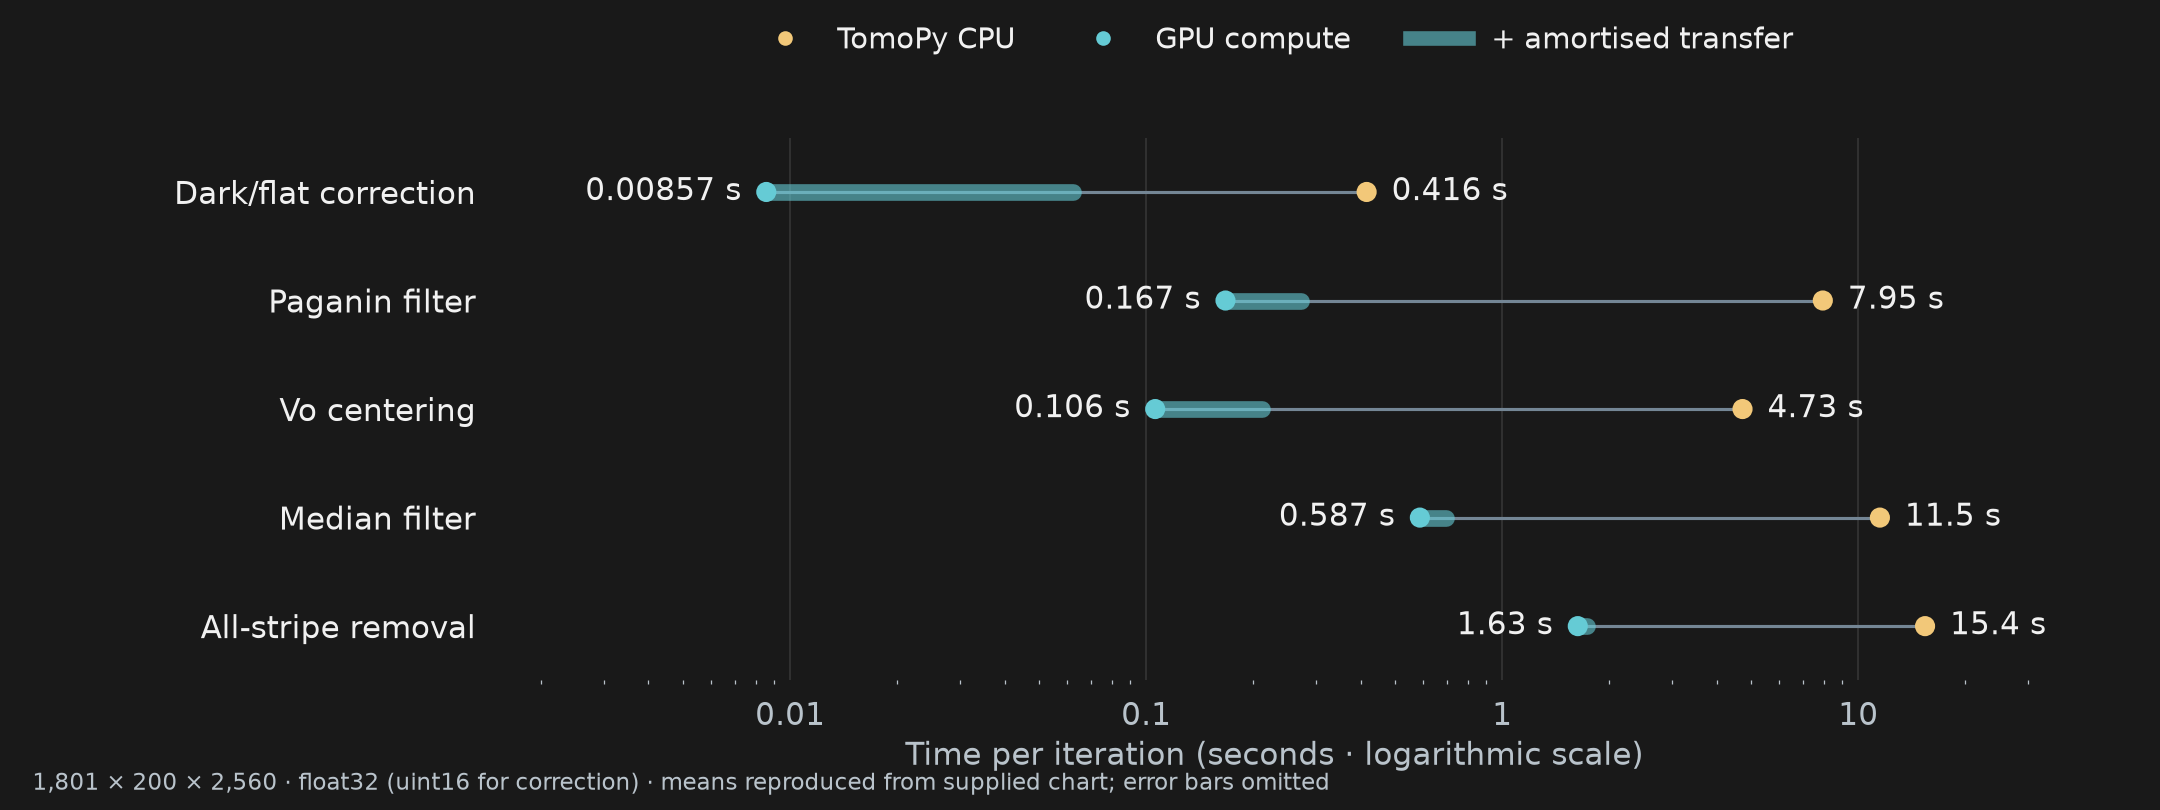 TomoPy CPU GPU compute + amortised transfer
Dark/flat correction 0.00857 s 0.416 s
Paganin filter 0.167 s 7.95 s
Vo centering 0.106 s 4.73 s
Median filter 0.587 s 11.5 s
All-stripe removal 1.63 s 15.4 s
0.01 0.1 1 10
Time per iteration (seconds · logarithmic scale)
1,801 × 200 × 2,560 · float32 (uint16 for correction) · means reproduced from supplied chart; error bars omitted